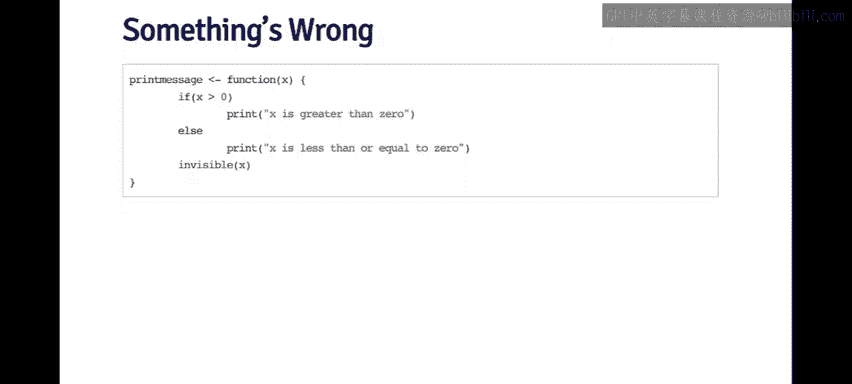 Something's Wrong
printmessage <- function(x) {
        if(x > 0)
                print("x is greater than zero")
        else
                print("x is less than or equal to zero")
        invisible(x)
}